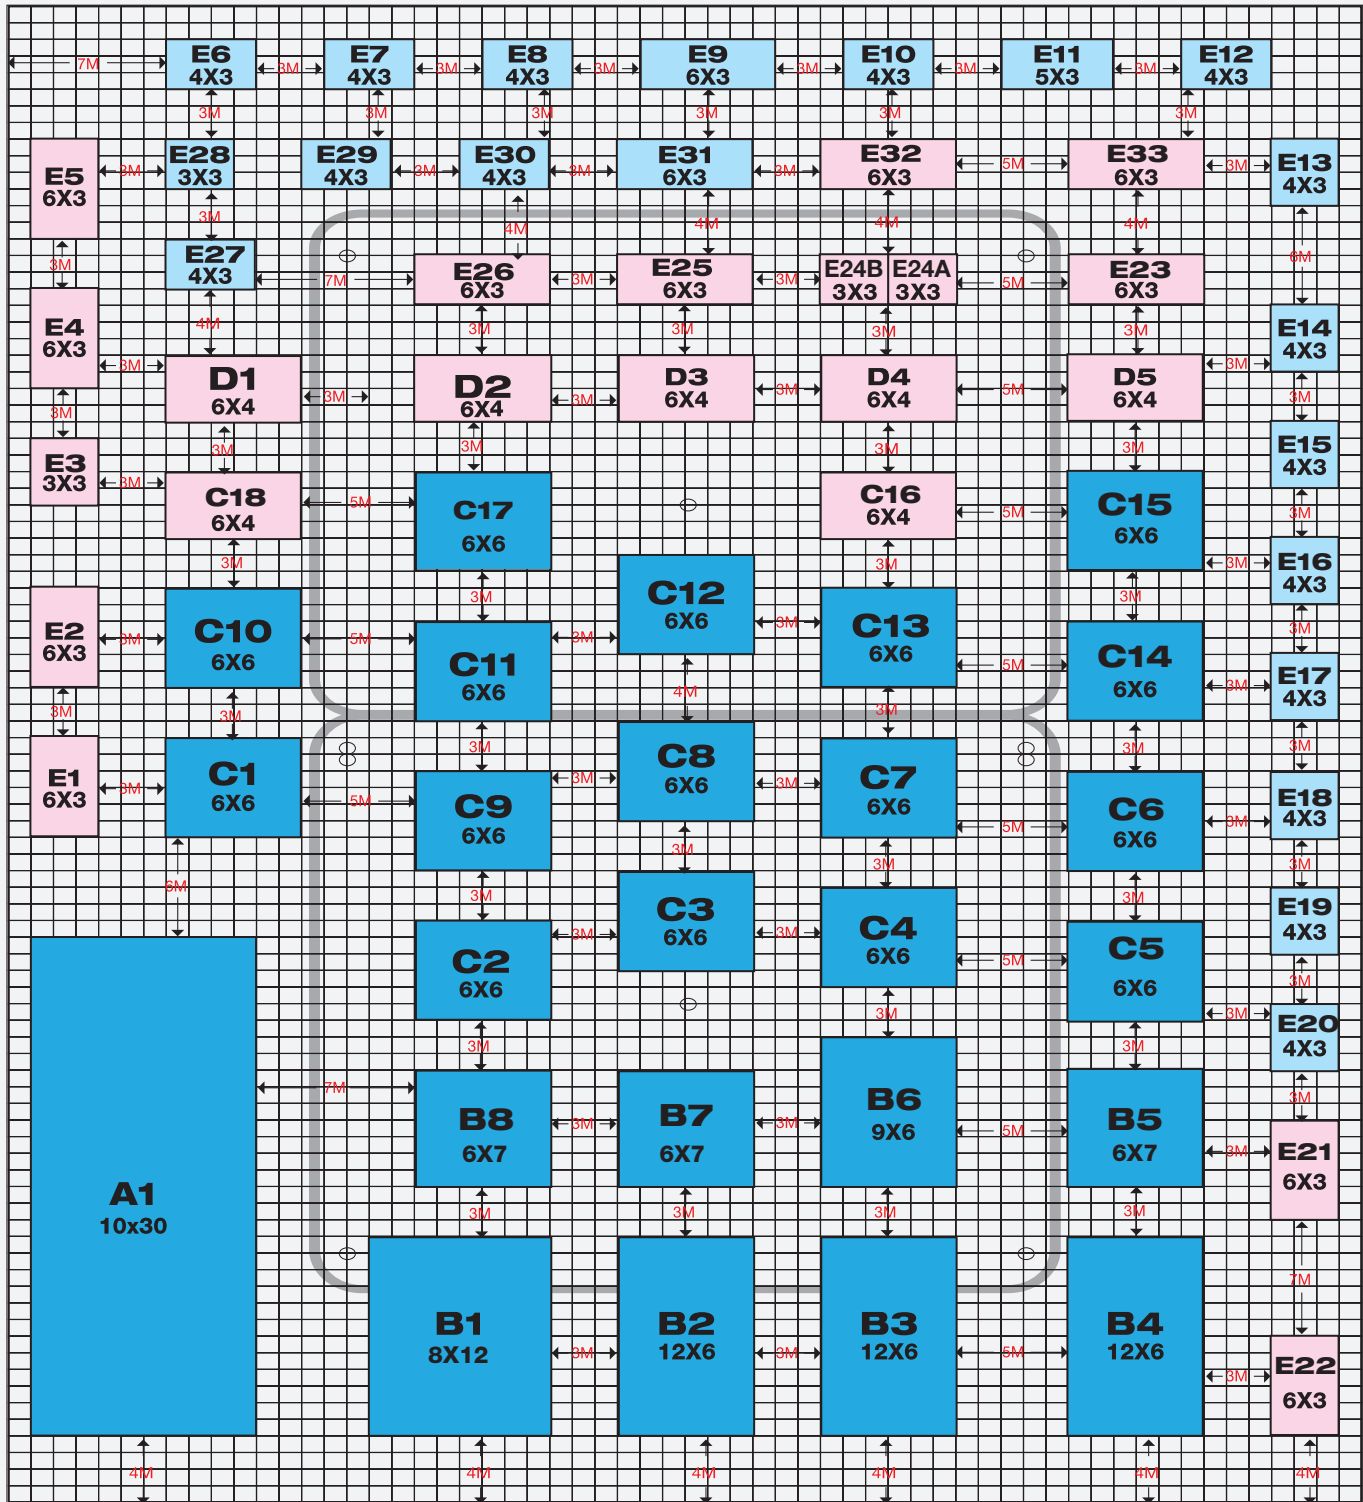 E6
4X3
E7
4X3
E8
4X3
E9
6X3
E10
4X3
E11
5X3
E12
4X3
7M
3M
3M
3M
3M
3M
3M
3M
3M
3M
3M
3M
3M
E5
6X3
E28
3X3
E29
4X3
E30
4X3
E31
6X3
E32
6X3
E33
6X3
E13
4X3
3M
3M
3M
3M
5M
3M
3M
4M
4M
4M
4M
6M
3M
E27
4X3
E26
6X3
E25
6X3
E24B
3X3
E24A
3X3
E23
6X3
7M
3M
3M
5M
E4
6X3
4M
3M
3M
3M
3M
E14
4X3
3M
D1
6X4
D2
6X4
D3
6X4
D4
6X4
D5
6X4
3M
3M
3M
3M
5M
3M
3M
3M
3M
3M
3M
E3
3X3
3M
C18
6X4
C17
6X6
C16
6X4
C15
6X6
E15
4X3
5M
5M
3M
3M
3M
3M
3M
3M
E16
4X3
3M
E2
6X3
3M
C10
6X6
C11
6X6
C12
6X6
C13
6X6
C14
6X6
E17
4X3
5M
3M
3M
5M
3M
3M
3M
4M
3M
3M
3M
3M
E1
6X3
3M
C1
6X6
C9
6X6
C8
6X6
C7
6X6
C6
6X6
E18
4X3
5M
3M
3M
5M
3M
6M
3M
3M
3M
3M
3M
C2
6X6
C3
6X6
C4
6X6
C5
6X6
E19
4X3
3M
3M
5M
3M
3M
E20
4X3
3M
3M
3M
3M
A1
10x30
7M
B8
6X7
B7
6X7
B6
9X6
B5
6X7
E21
6X3
3M
3M
5M
3M
3M
3M
3M
3M
7M
B1
8X12
B2
12X6
B3
12X6
B4
12X6
E22
6X3
3M
3M
5M
3M
4M
4M
4M
4M
4M
4M